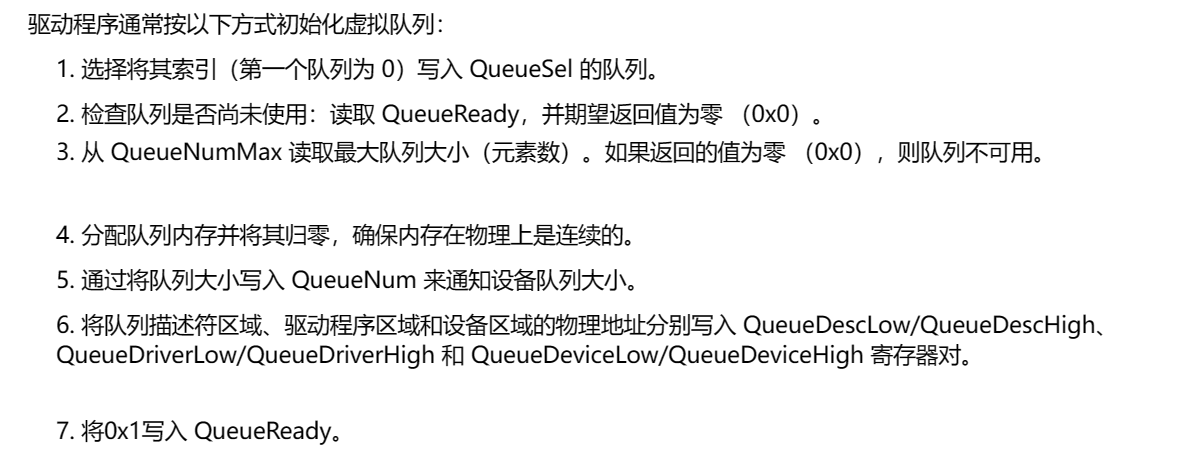 驱动程序通常按以下方式初始化虚拟队列：
1. 选择将其索引（第一个队列为 0）写入 QueueSel 的队列。
2. 检查队列是否尚未使用：读取 QueueReady，并期望返回值为零 （0x0）。
3. 从 QueueNumMax 读取最大队列大小（元素数）。如果返回的值为零 （0x0），则队列不可用。
4. 分配队列内存并将其归零，确保内存在物理上是连续的。
5. 通过将队列大小写入 QueueNum 来通知设备队列大小。
6. 将队列描述符区域、驱动程序区域和设备区域的物理地址分别写入 QueueDescLow/QueueDescHigh、
QueueDriverLow/QueueDriverHigh 和 QueueDeviceLow/QueueDeviceHigh 寄存器对。
7. 将0x1写入 QueueReady。